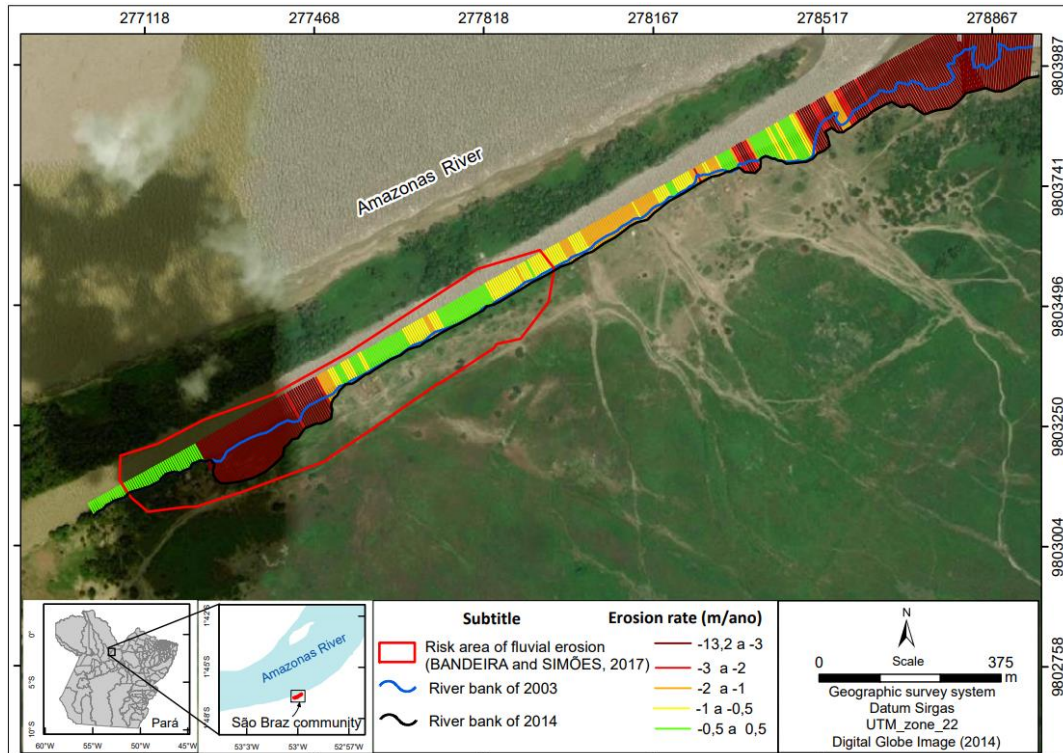 277118 277468 277818 278167 278517 278867
9803987
9803741
9803496
9803250
9803004
9802758
Amazonas River
0°
5°S
10°S
Pará
60°W 55°W 50°W 45°W
1°42'S
1°45'S
1°48'S
Amazonas River
São Braz community
53°3'W 53°W 52°57'W
Subtitle
Risk area of fluvial erosion
(BANDEIRA and SIMÕES, 2017)
River bank of 2003
River bank of 2014
Erosion rate (m/ano)
-13,2 a -3
-3 a -2
-2 a -1
-1 a -0,5
-0,5 a 0,5
N
0 Scale 375
m
Geographic survey system
Datum Sirgas
UTM_zone_22
Digital Globe Image (2014)